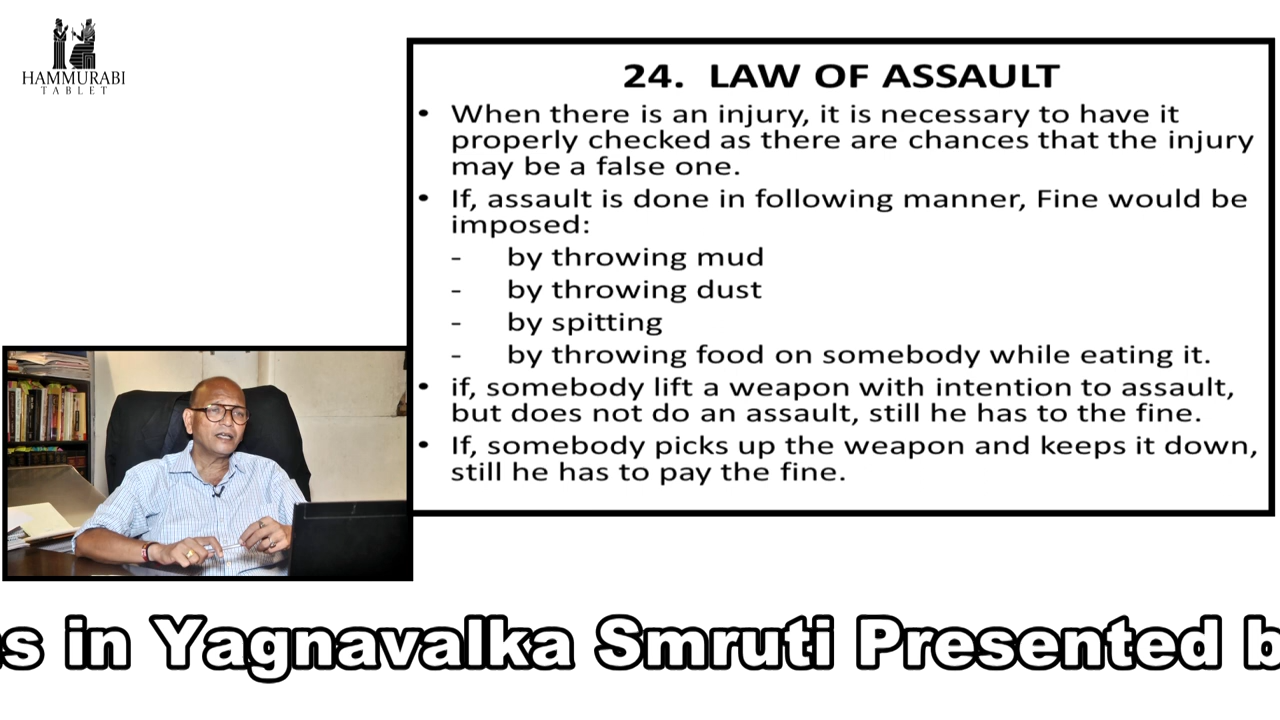 HAMMURABI
TABLET
24. LAW OF ASSAULT
• When there is an injury, it is necessary to have it
properly checked as there are chances that the injury
may be a false one.
• If, assault is done in following manner, Fine would be
imposed:
- by throwing mud
- by throwing dust
- by spitting
- by throwing food on somebody while eating it.
• if, somebody lift a weapon with intention to assault,
but does not do an assault, still he has to the fine.
• If, somebody picks up the weapon and keeps it down,
still he has to pay the fine.
in Yagnavalka Smruti Presented